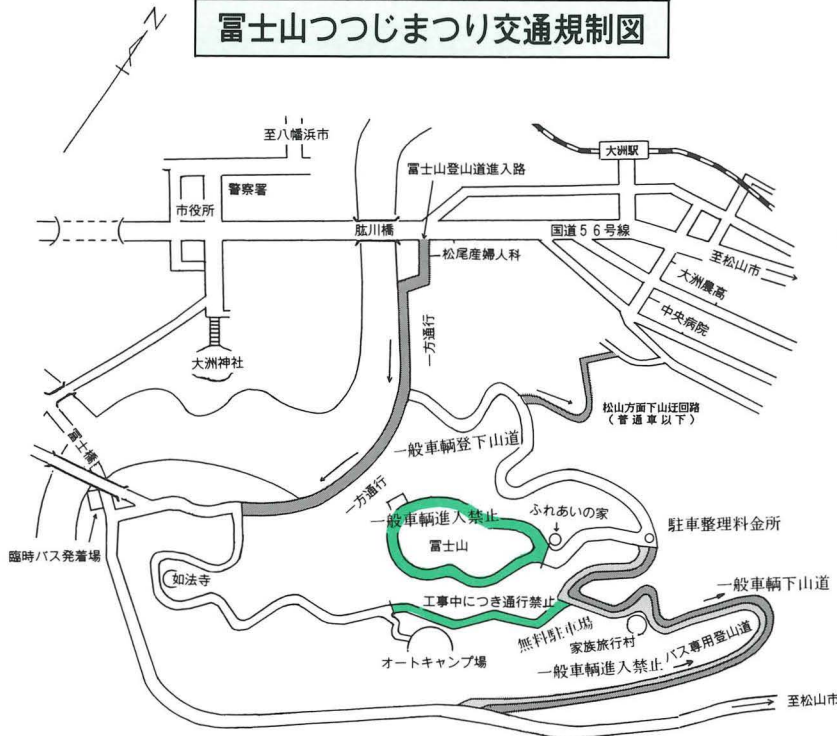 冨士山つつじまつり交通規制図
至八幡浜市
大洲駅
冨士山登山道進入路
警察署
市役所
肱川橋
国道56号線
松尾産婦人科
至松山市
大洲農高
中央病院
一方通行
大洲神社
松山方面下山迂回路
(普通車以下)
冨士橋
一般車輌登下山道
一方通行
一般車輌進入禁止
ふれあいの家
駐車整理料金所
冨士山
臨時バス発着場
如法寺
工事中につき通行禁止
一般車輌下山道
無料駐車場
家族旅行村
オートキャンプ場
一般車輌進入禁止
バス専用登山道
至松山市
N